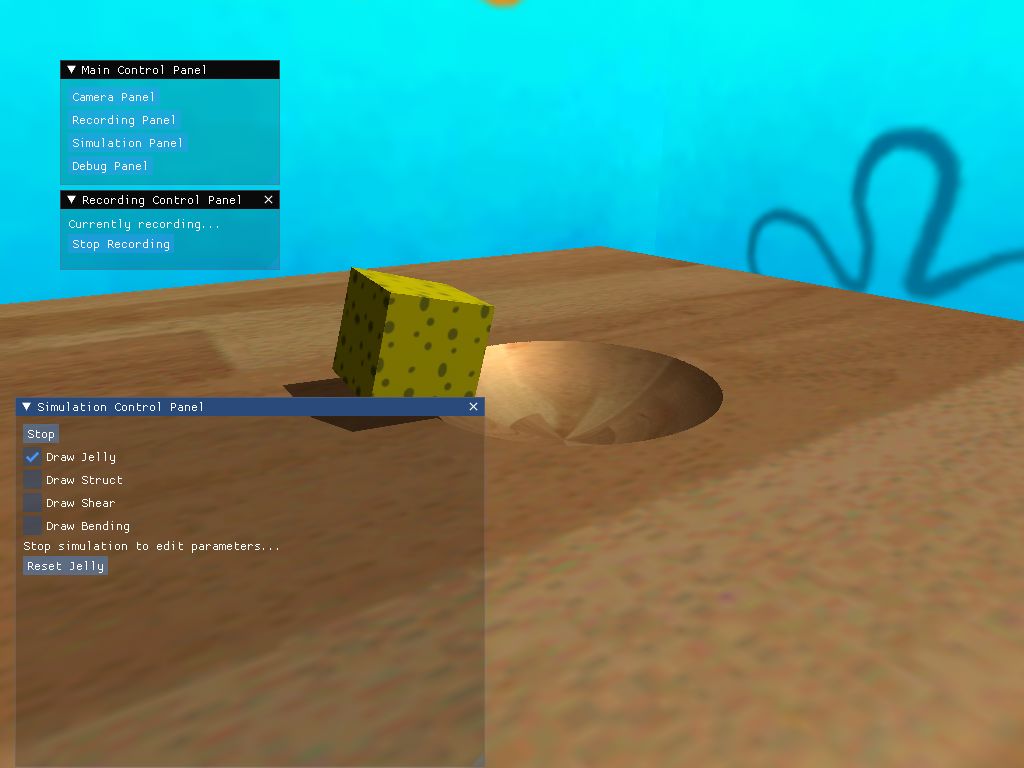 Main Control Panel
Camera Panel
Recording Panel
Simulation Panel
Debug Panel
Recording Control Panel
Currently recording...
Stop Recording
Simulation Control Panel
Stop
Draw Jelly
Draw Struct
Draw Shear
Draw Bending
Stop simulation to edit parameters...
Reset Jelly